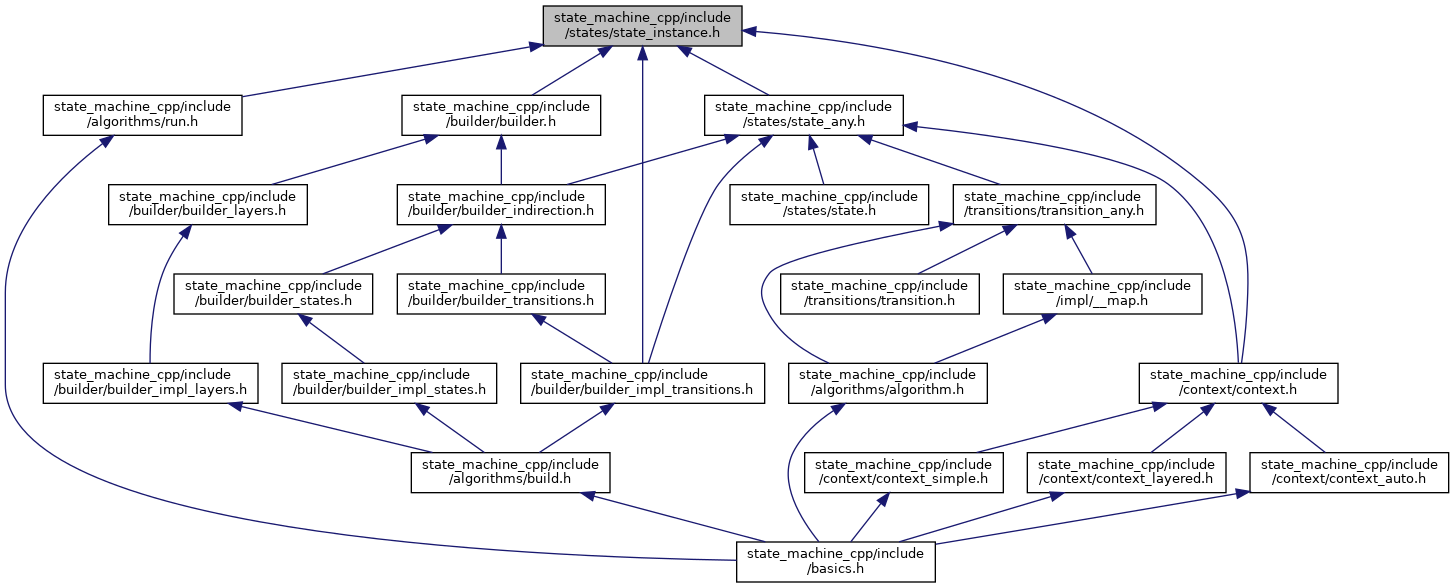 state_machine_cpp/include
/states/state_instance.h
state_machine_cpp/include
/algorithms/run.h
state_machine_cpp/include
/builder/builder.h
state_machine_cpp/include
/states/state_any.h
state_machine_cpp/include
/builder/builder_layers.h
state_machine_cpp/include
/builder/builder_indirection.h
state_machine_cpp/include
/states/state.h
state_machine_cpp/include
/transitions/transition_any.h
state_machine_cpp/include
/builder/builder_states.h
state_machine_cpp/include
/builder/builder_transitions.h
state_machine_cpp/include
/transitions/transition.h
state_machine_cpp/include
/impl/__map.h
state_machine_cpp/include
/builder/builder_impl_layers.h
state_machine_cpp/include
/builder/builder_impl_states.h
state_machine_cpp/include
/builder/builder_impl_transitions.h
state_machine_cpp/include
/algorithms/algorithm.h
state_machine_cpp/include
/context/context.h
state_machine_cpp/include
/algorithms/build.h
state_machine_cpp/include
/context/context_simple.h
state_machine_cpp/include
/context/context_layered.h
state_machine_cpp/include
/context/context_auto.h
state_machine_cpp/include
/basics.h